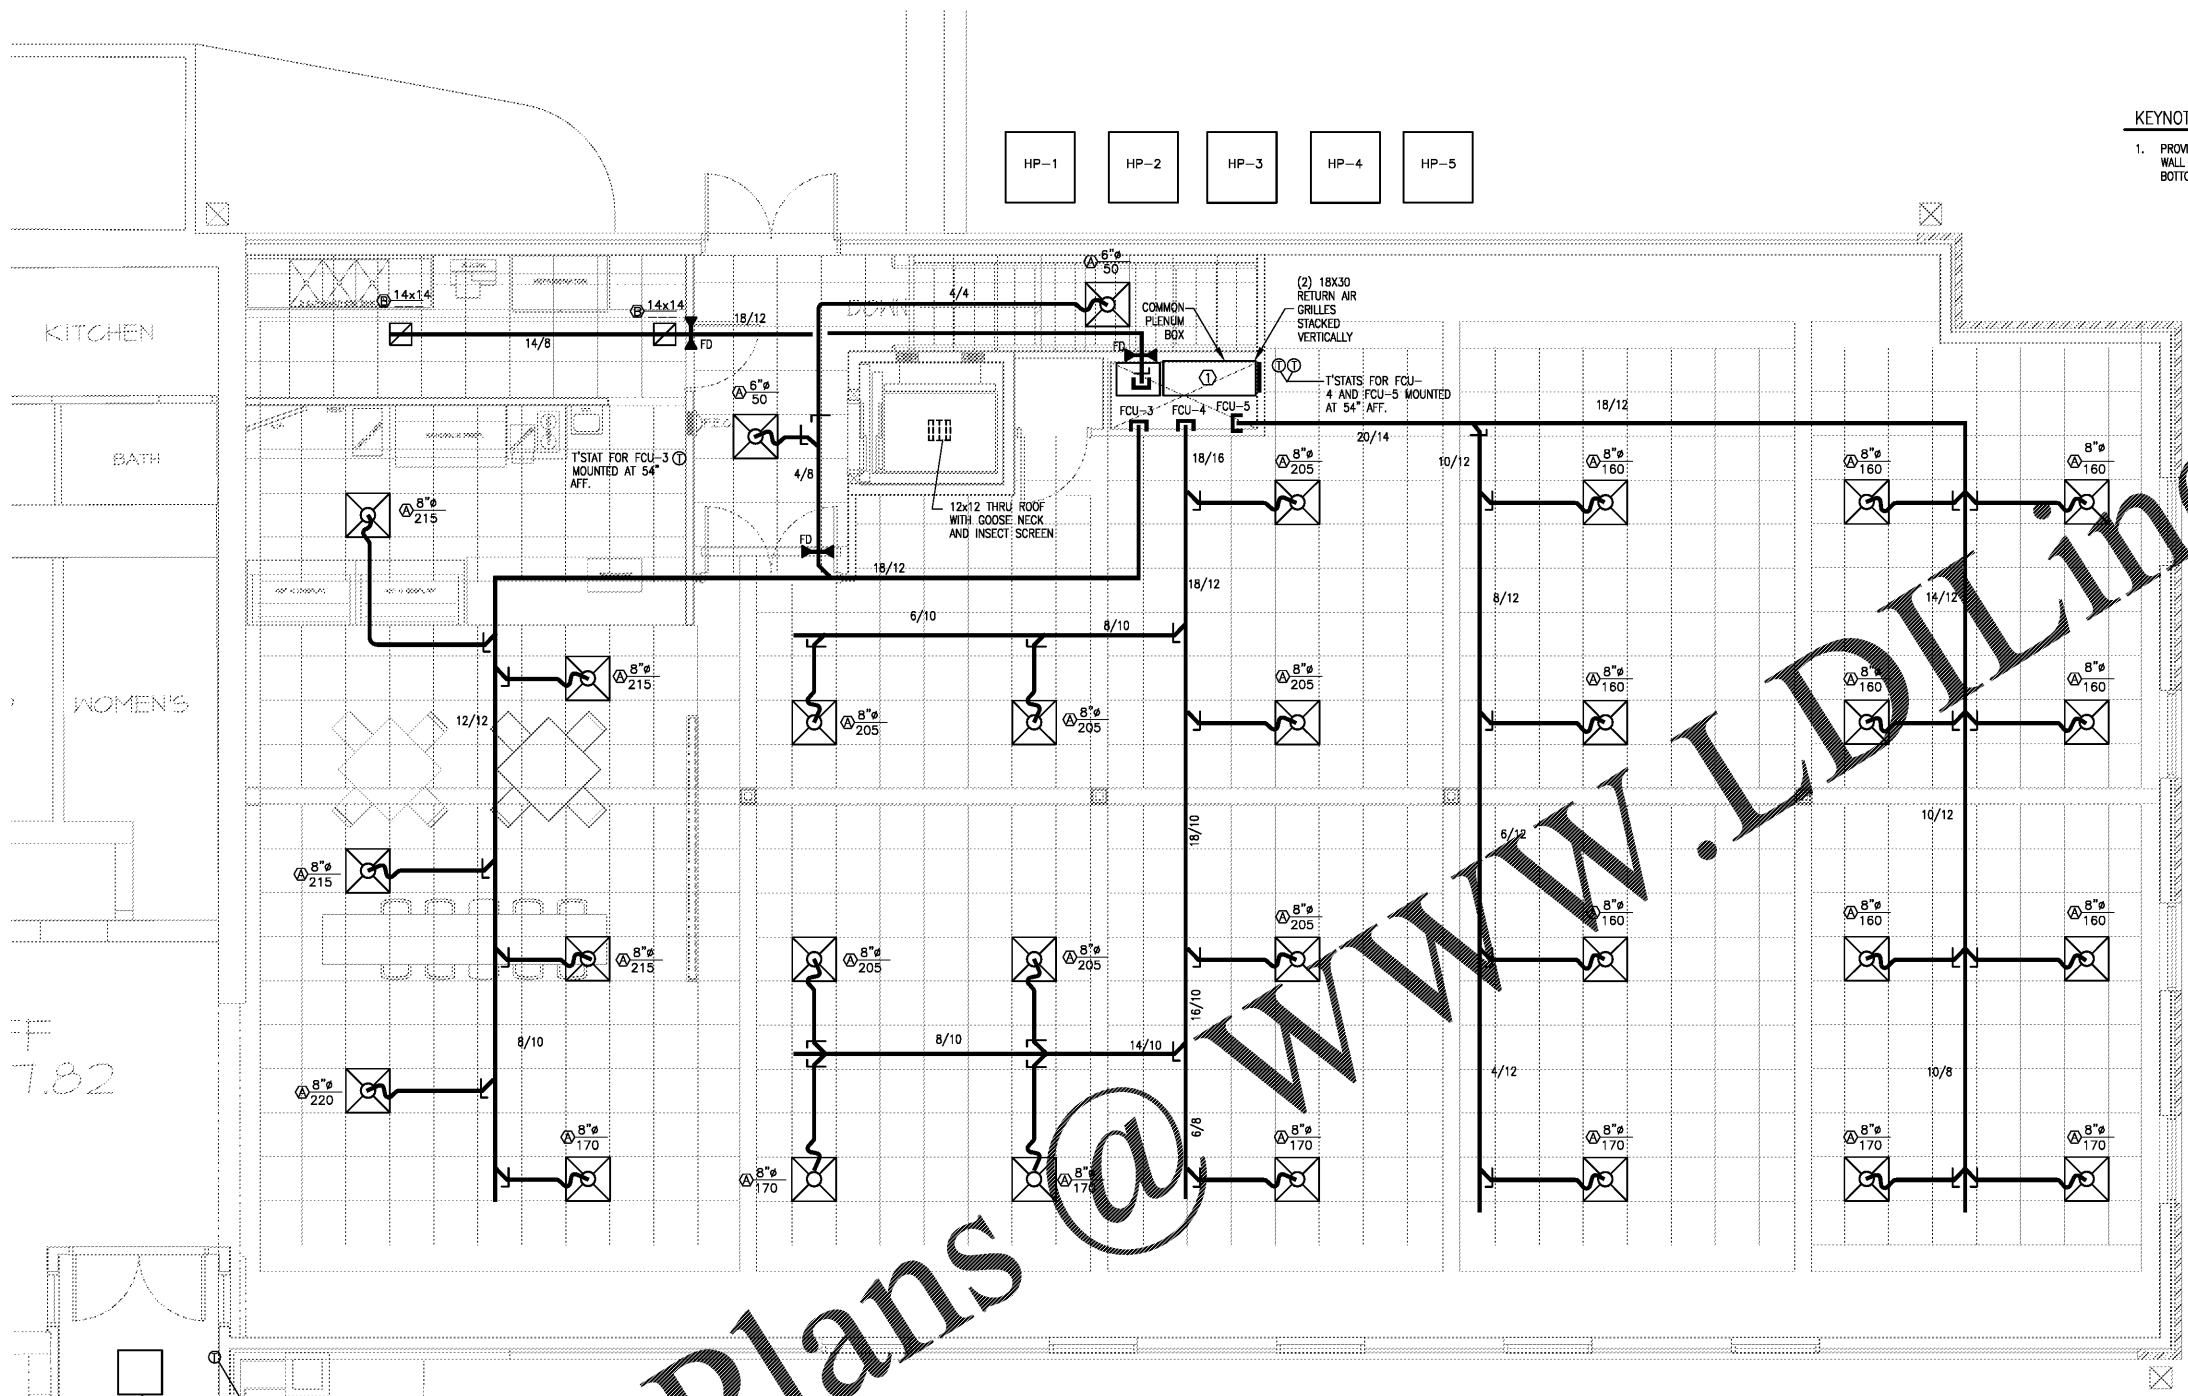 KEYNOT
1. PROV
WALL
BOTTO
HP-1
HP-2
HP-3
HP-4
HP-5
6"ø
50
(2) 18X30
RETURN AIR
GRILLES
STACKED
VERTICALLY
COMMON
PLENUM
BOX
14x14
14x14
18/12
4/4
DOWN
FD
FD
14/8
KITCHEN
1
T'STATS FOR FCU-
4 AND FCU-5 MOUNTED
AT 54" AFF.
A 6"ø
50
FCU-3
FCU-4
FCU-5
18/12
20/14
BATH
T'STAT FOR FCU-3 T
MOUNTED AT 54"
AFF.
4/8
18/16
A 8"ø
205
10/12
A 8"ø
160
A 8"ø
160
A 8"ø
160
A 8"ø
215
12x12 THRU ROOF
WITH GOOSE NECK
AND INSECT SCREEN
FD
18/12
18/12
8/12
14/12
6/10
8/10
A 8"ø
215
A 8"ø
205
A 8"ø
160
A 8"ø
160
A 8"ø
160
WOMEN'S
12/12
A 8"ø
205
A 8"ø
205
18/10
6/12
10/12
A 8"ø
215
A 8"ø
205
A 8"ø
160
A 8"ø
160
A 8"ø
160
A 8"ø
215
A 8"ø
205
A 8"ø
205
16/10
8/10
8/10
14/10
4/12
10/8
7.82
A 8"ø
220
A 8"ø
170
6/8
A 8"ø
170
A 8"ø
170
A 8"ø
170
A 8"ø
170
A 8"ø
170
A 8"ø
170
Plans @ WWW.LDILine